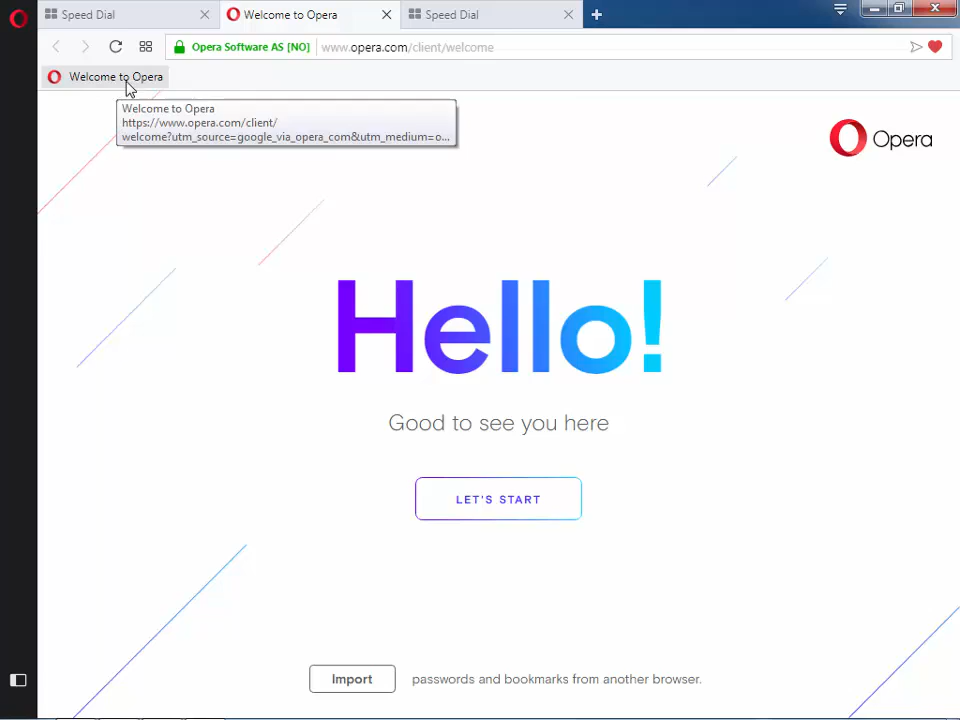 Speed Dial
Welcome to Opera
Speed Dial
Opera Software AS [NO]
www.opera.com/client/welcome
Welcome to Opera
Welcome to Opera
https://www.opera.com/client/
welcome?utm_source=google_via_opera_com&utm_medium=o...
Opera
Hello!
Good to see you here
LET'S START
Import passwords and bookmarks from another browser.